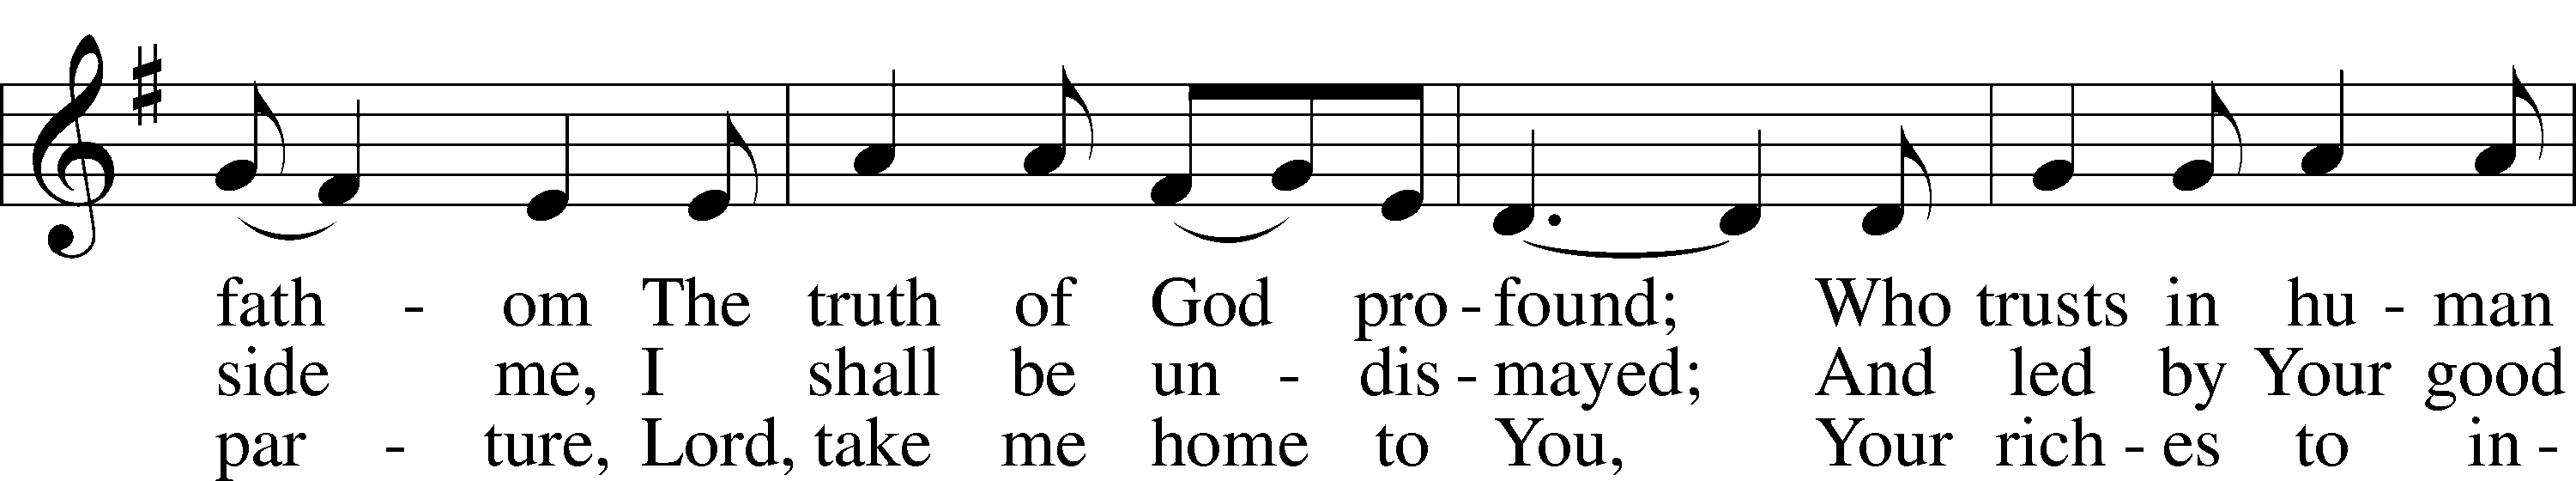 fath - om The truth of God pro - found; Who trusts in hu - man
side me, I shall be un - dis - mayed; And led by Your good
par - ture, Lord, take me home to You, Your rich - es to in -